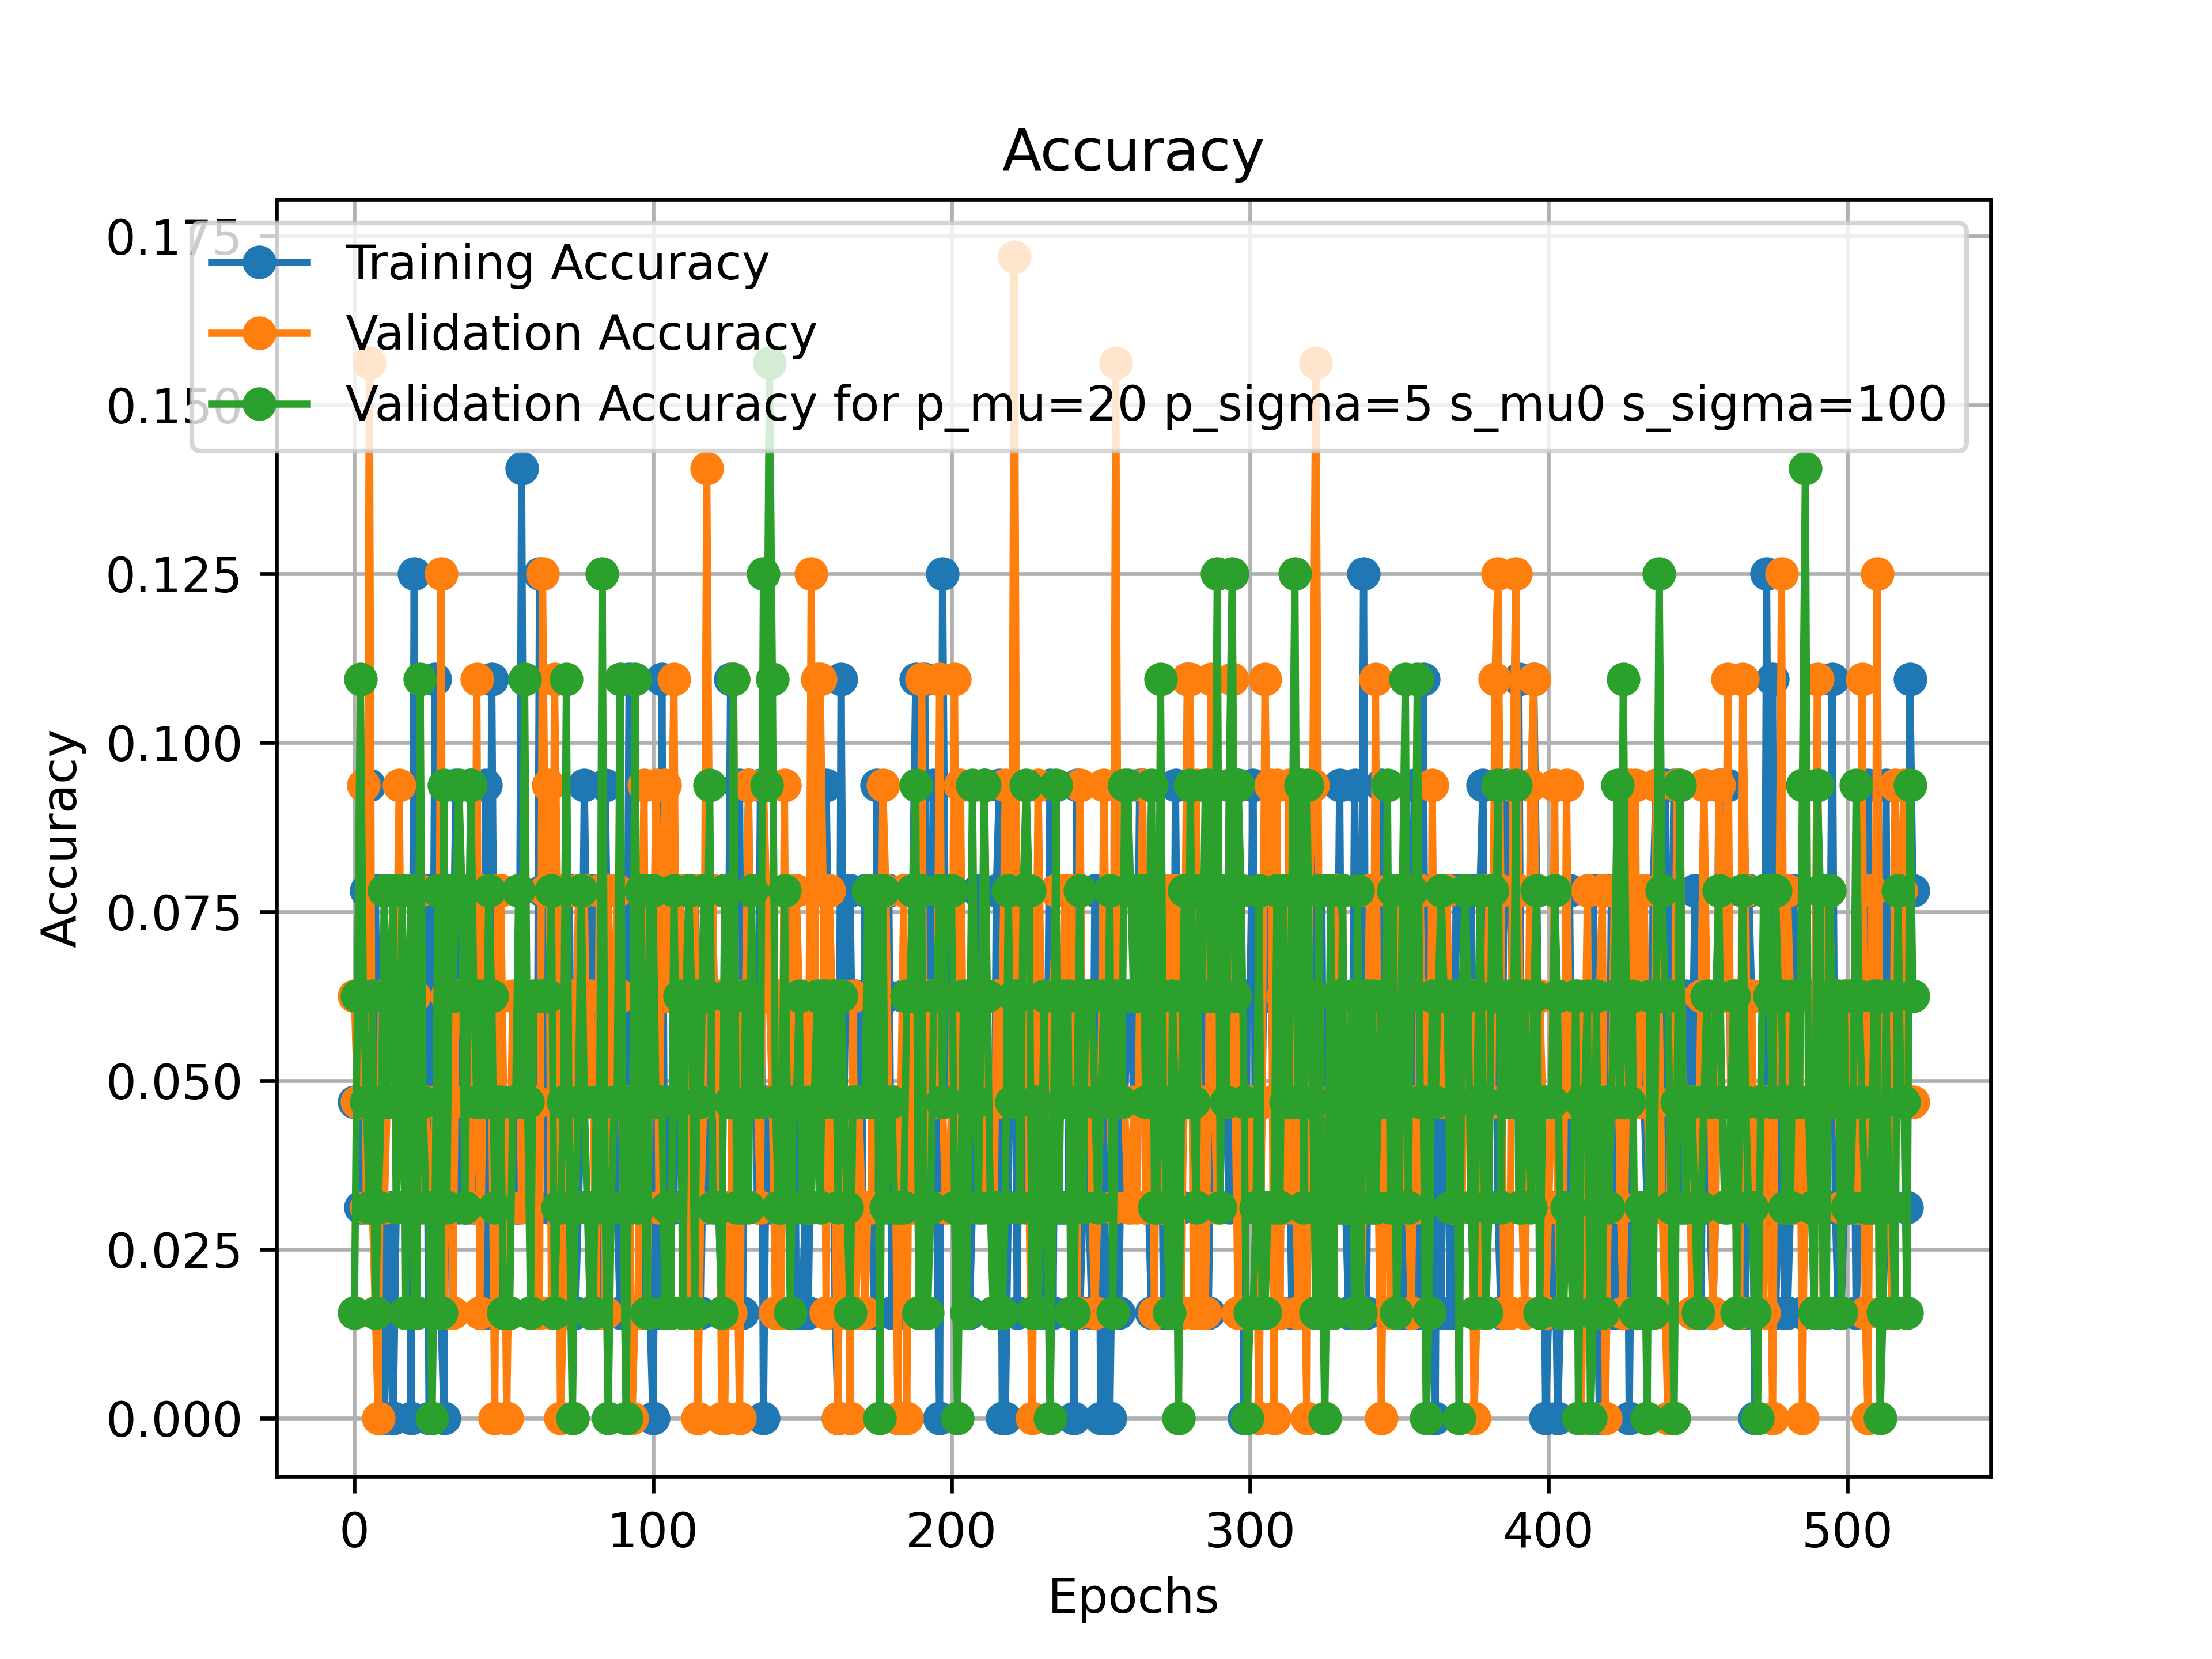 Accuracy
0.175
Training Accuracy
Validation Accuracy
0.150
Validation Accuracy for p_mu=20 p_sigma=5 s_mu0 s_sigma=100
0.125
0.100
0.075
0.050
0.025
0.000
Accuracy
0 100 200 300 400 500
Epochs